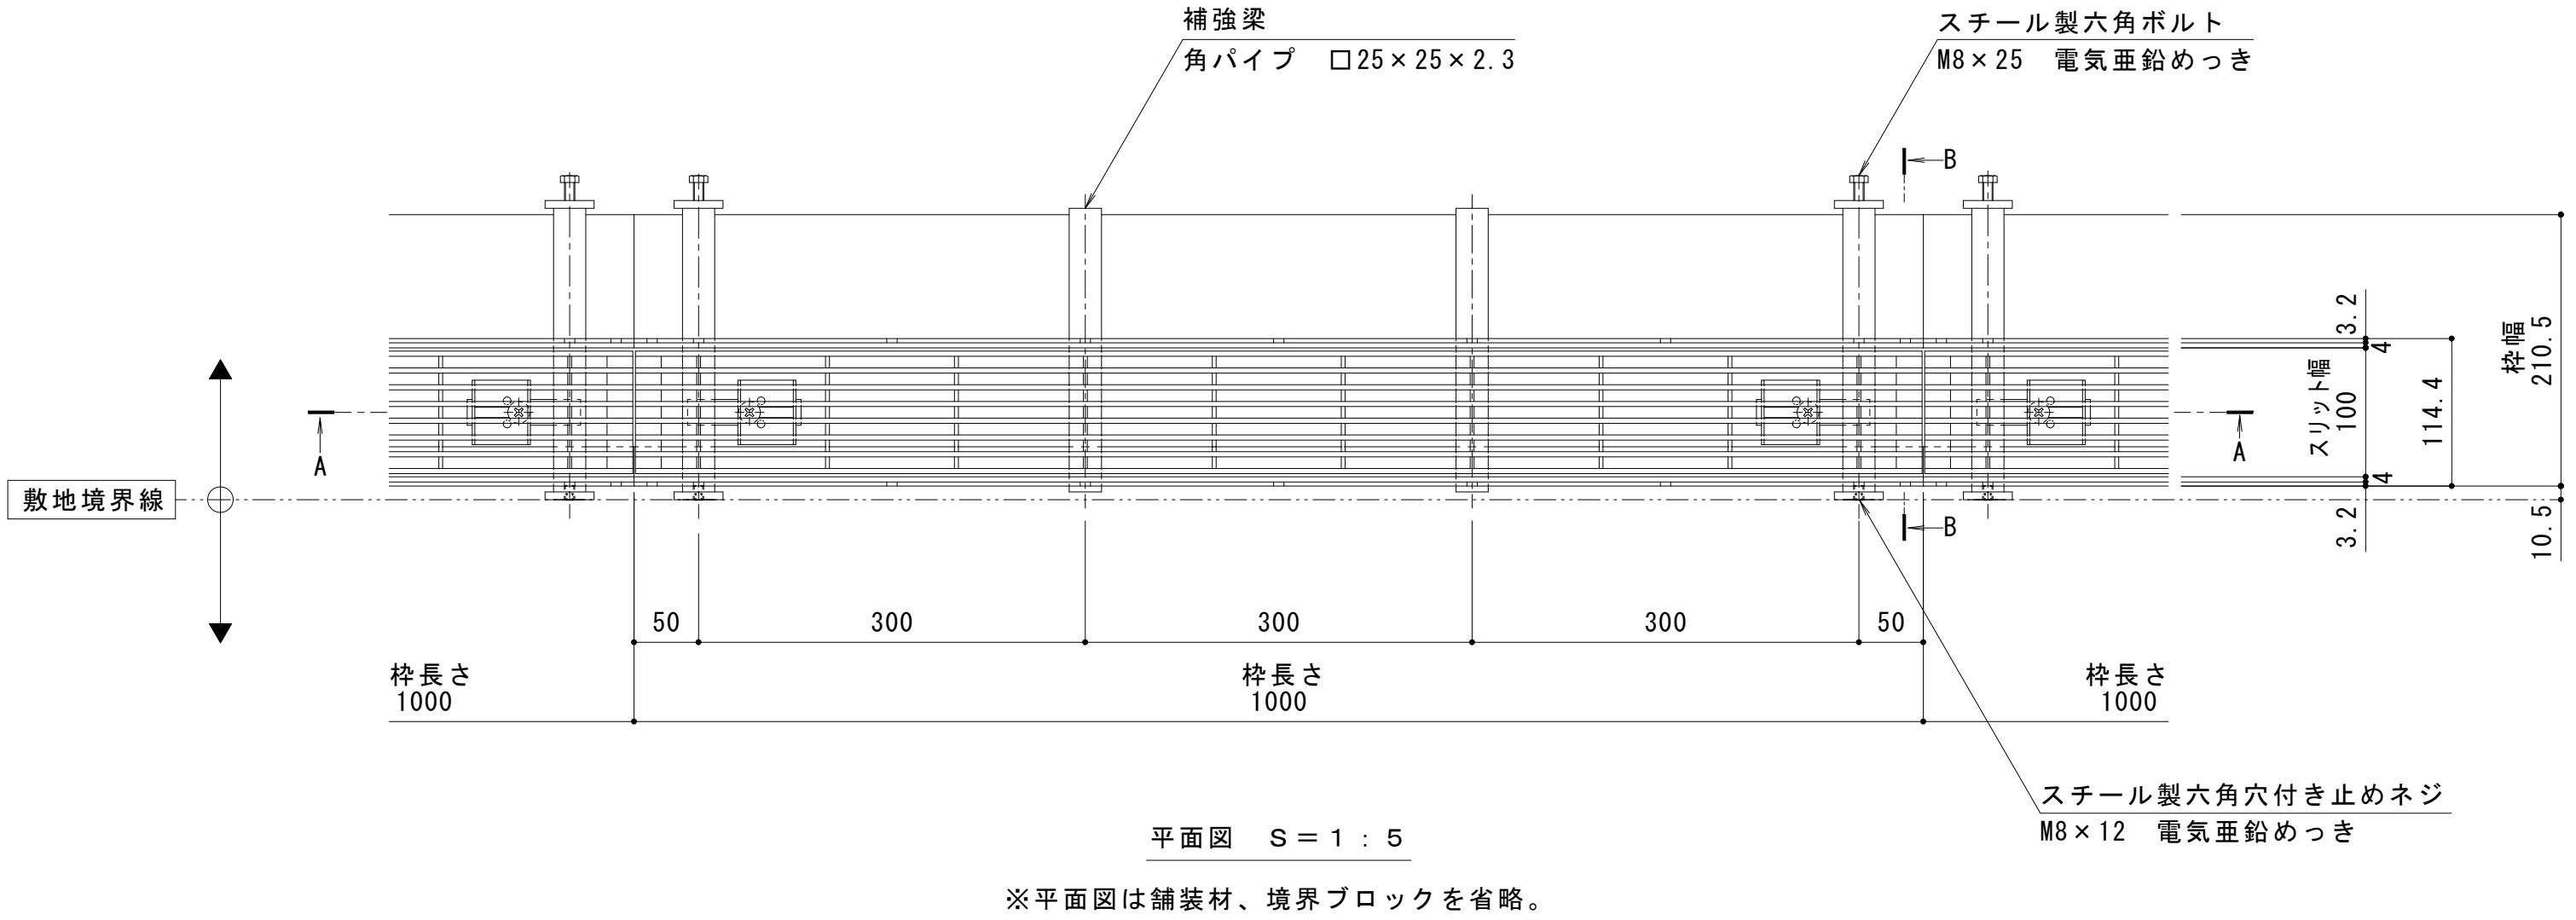 補強梁
角パイプ　□25×25×2.3
スチール製六角ボルト
M8×25　電気亜鉛めっき
B
3.2
4
枠幅
210.5
スリット幅
100
114.4
A
A
敷地境界線
4
3.2
10.5
B
50
300
300
300
50
枠長さ
1000
枠長さ
1000
枠長さ
1000
スチール製六角穴付き止めネジ
M8×12　電気亜鉛めっき
平面図　S＝1：5
※平面図は舗装材、境界ブロックを省略。